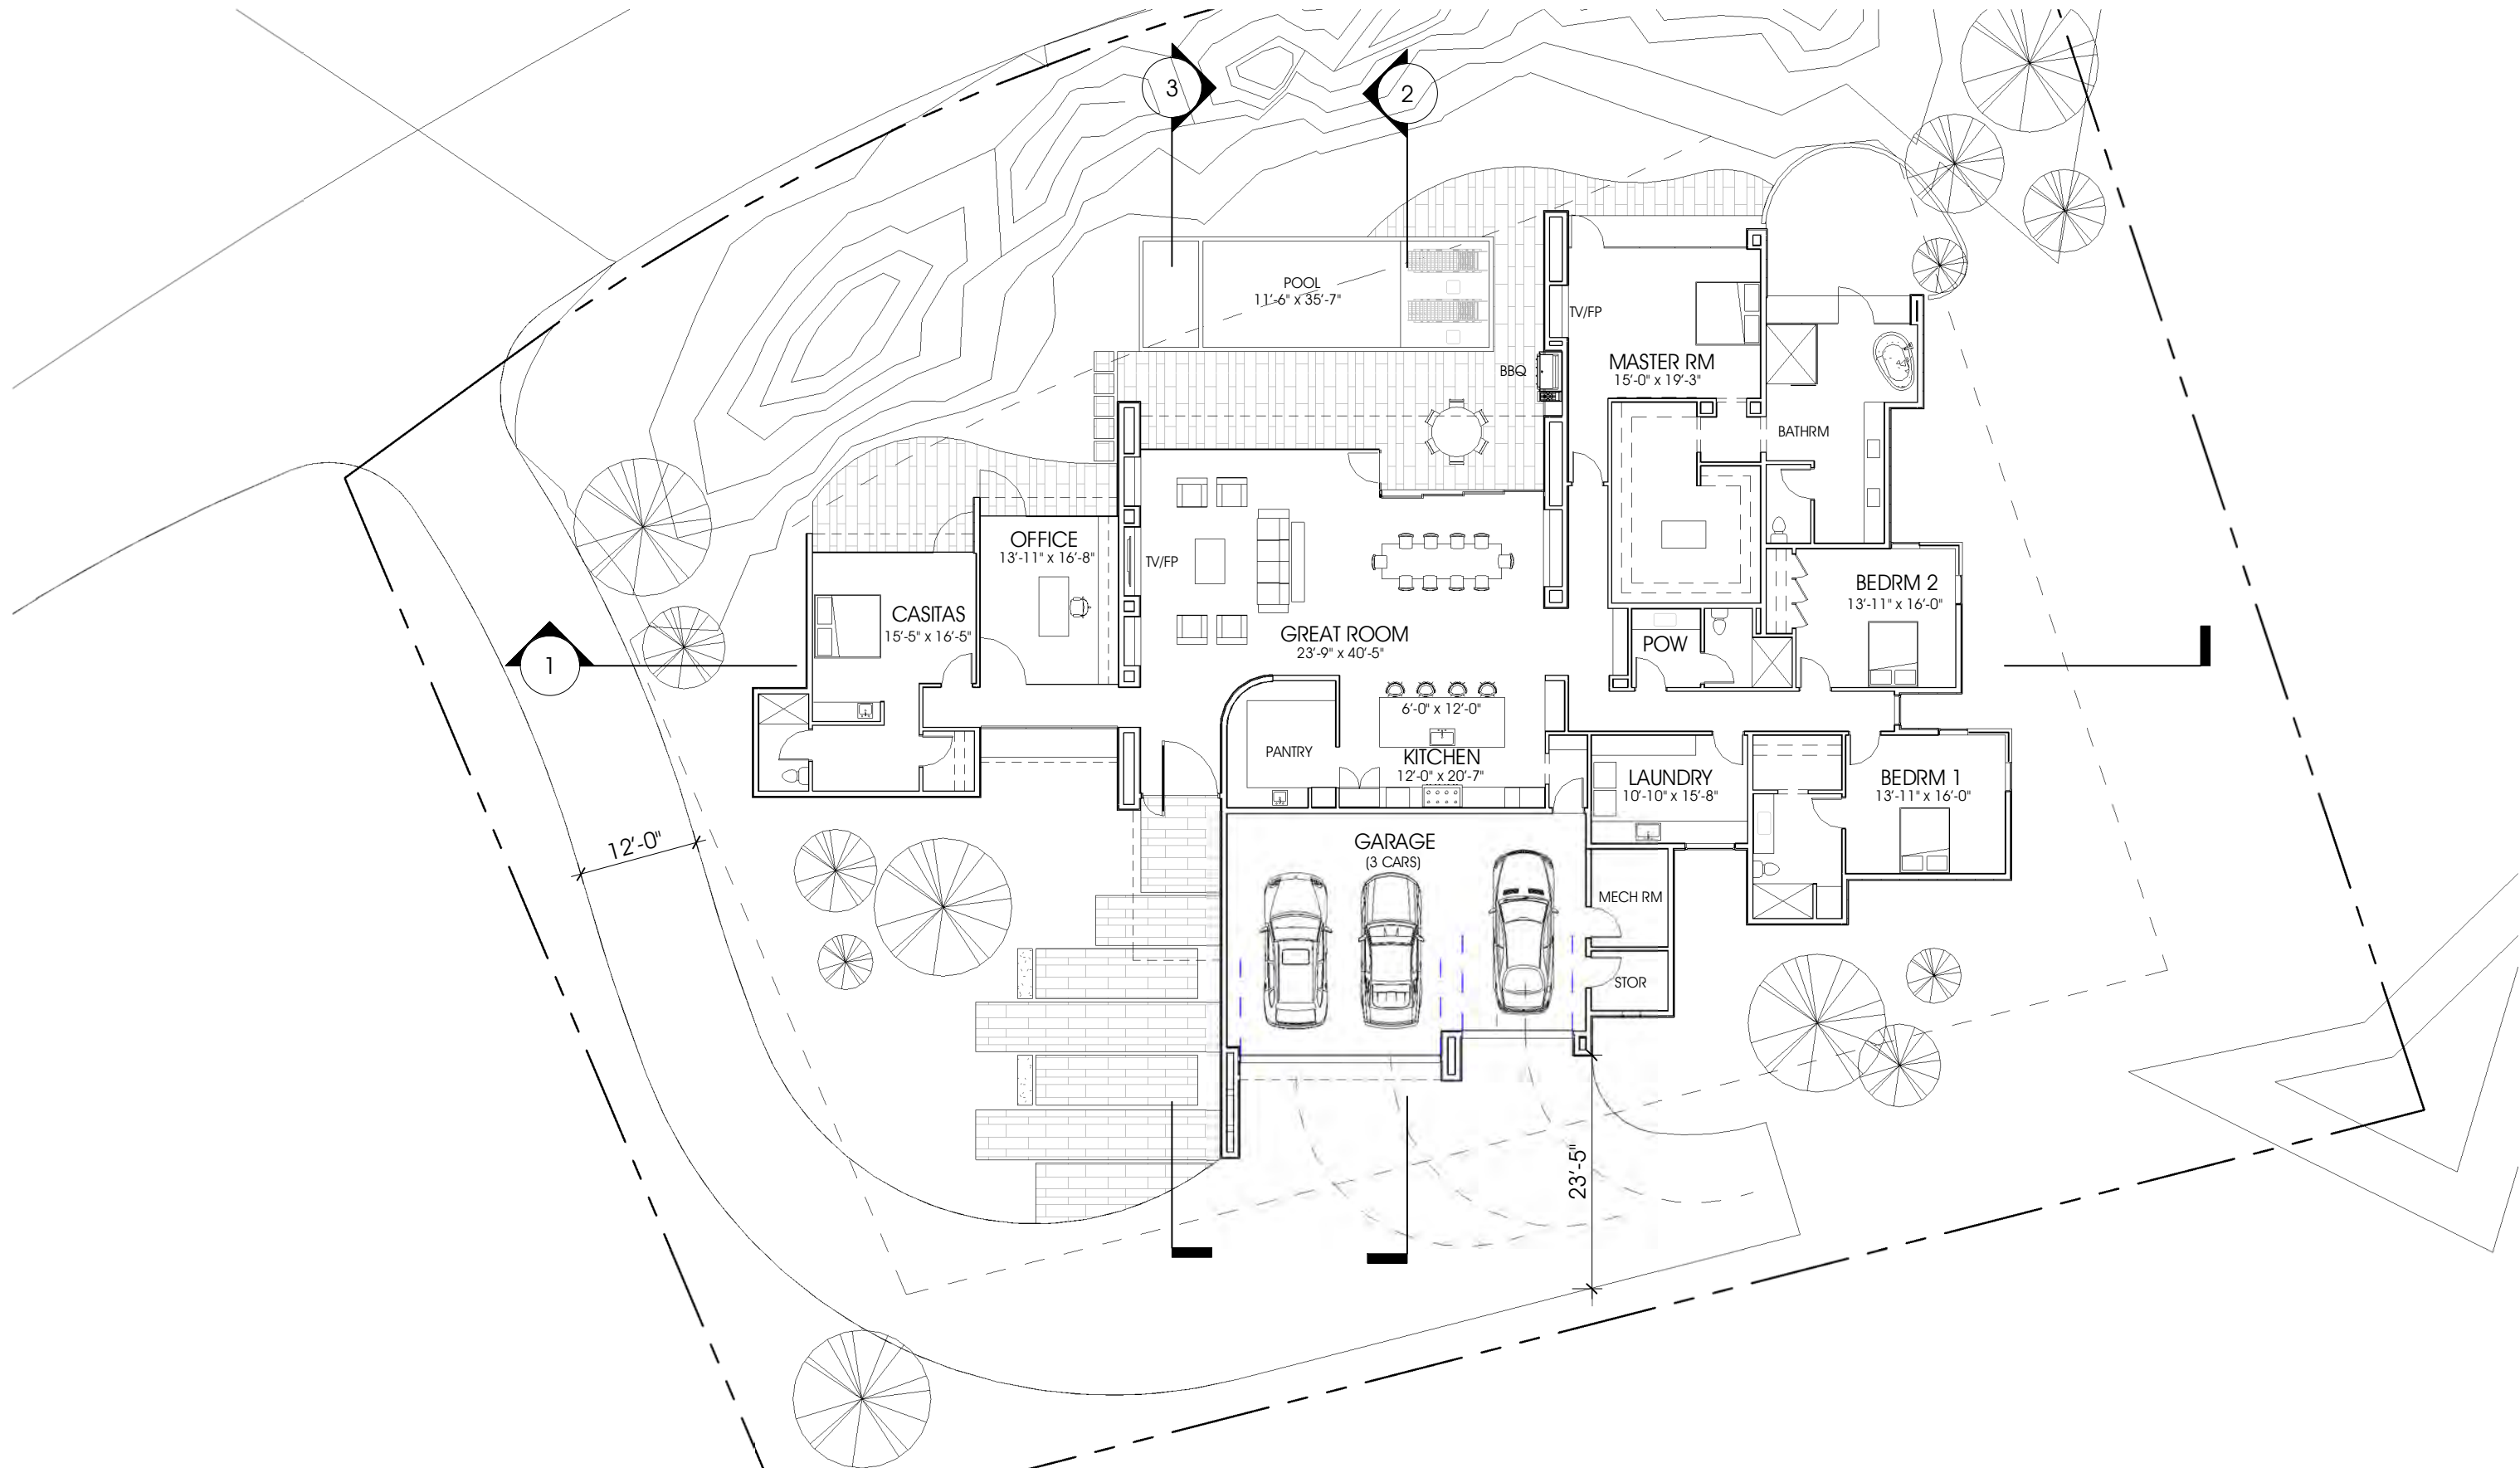 3
2
POOL
11'-6" x 35'-7"
TV/FP
BBQ
MASTER RM
15'-0" x 19'-3"
BATHRM
OFFICE
13'-11" x 16'-8"
TV/FP
CASITAS
15'-5" x 16'-5"
BEDRM 2
13'-11" x 16'-0"
GREAT ROOM
23'-9" x 40'-5"
POW
1
6'-0" x 12'-0"
PANTRY
KITCHEN
12'-0" x 20'-7"
LAUNDRY
10'-10" x 15'-8"
BEDRM 1
13'-11" x 16'-0"
12'-0"
GARAGE
(3 CARS)
MECH RM
STOR
23'-5"